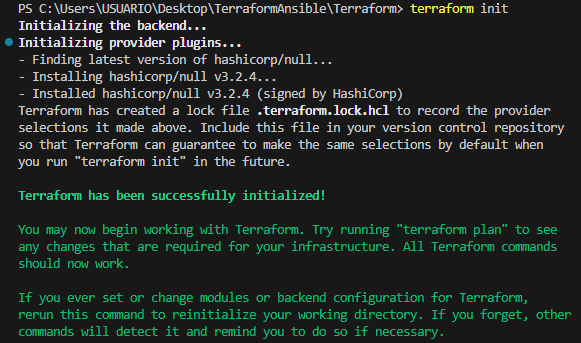 PS C:\Users\USUARIO\Desktop\TerraformAnsible\Terraform> terraform init
Initializing the backend...
Initializing provider plugins...
- Finding latest version of hashicorp/null...
- Installing hashicorp/null v3.2.4...
- Installed hashicorp/null v3.2.4 (signed by HashiCorp)
Terraform has created a lock file .terraform.lock.hcl to record the provider
selections it made above. Include this file in your version control repository
so that Terraform can guarantee to make the same selections by default when
you run "terraform init" in the future.
Terraform has been successfully initialized!
You may now begin working with Terraform. Try running "terraform plan" to see
any changes that are required for your infrastructure. All Terraform commands
should now work.
If you ever set or change modules or backend configuration for Terraform,
rerun this command to reinitialize your working directory. If you forget, other
commands will detect it and remind you to do so if necessary.